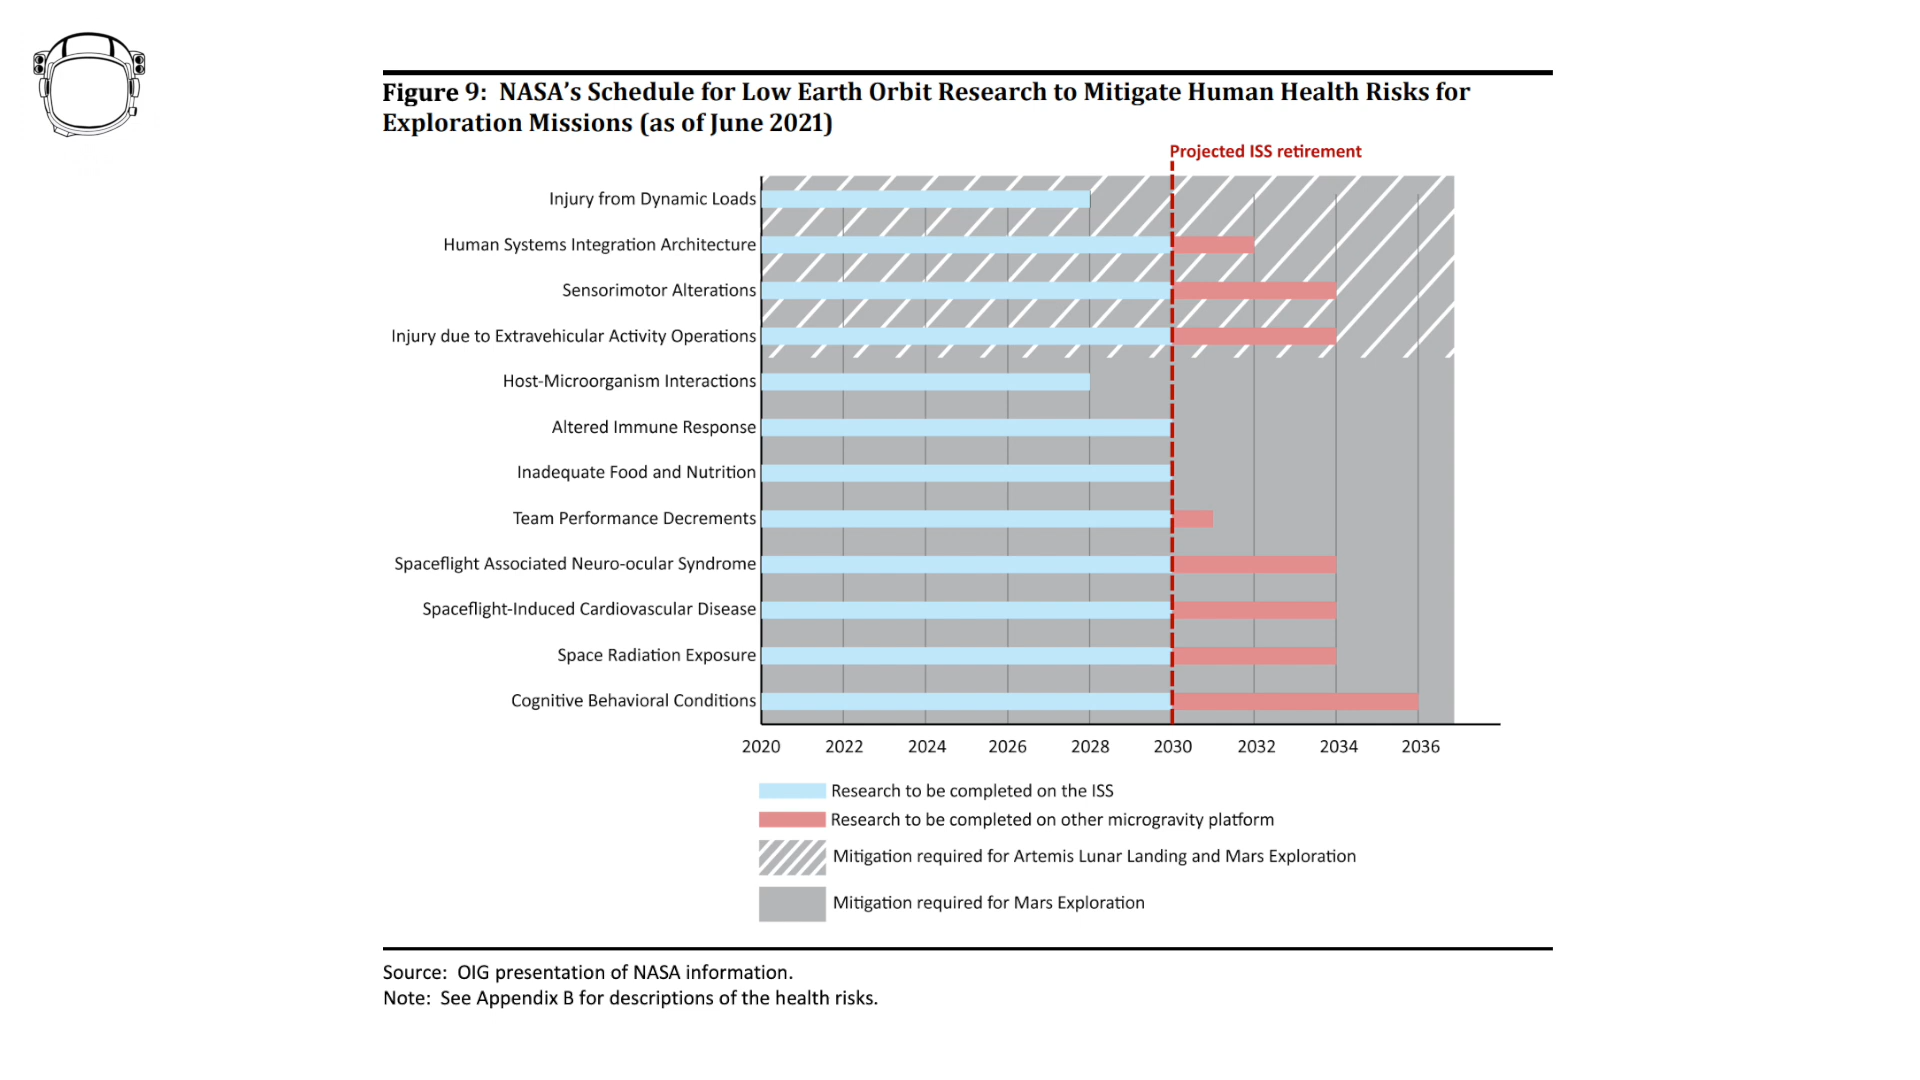 Figure 9:  NASA’s Schedule for Low Earth Orbit Research to Mitigate Human Health Risks for
Exploration Missions (as of June 2021)
Projected ISS retirement
Injury from Dynamic Loads
Human Systems Integration Architecture
Sensorimotor Alterations
Injury due to Extravehicular Activity Operations
Host-Microorganism Interactions
Altered Immune Response
Inadequate Food and Nutrition
Team Performance Decrements
Spaceflight Associated Neuro-ocular Syndrome
Spaceflight-Induced Cardiovascular Disease
Space Radiation Exposure
Cognitive Behavioral Conditions
2020 2022 2024 2026 2028 2030 2032 2034 2036
Research to be completed on the ISS
Research to be completed on other microgravity platform
Mitigation required for Artemis Lunar Landing and Mars Exploration
Mitigation required for Mars Exploration
Source:  OIG presentation of NASA information.
Note:  See Appendix B for descriptions of the health risks.